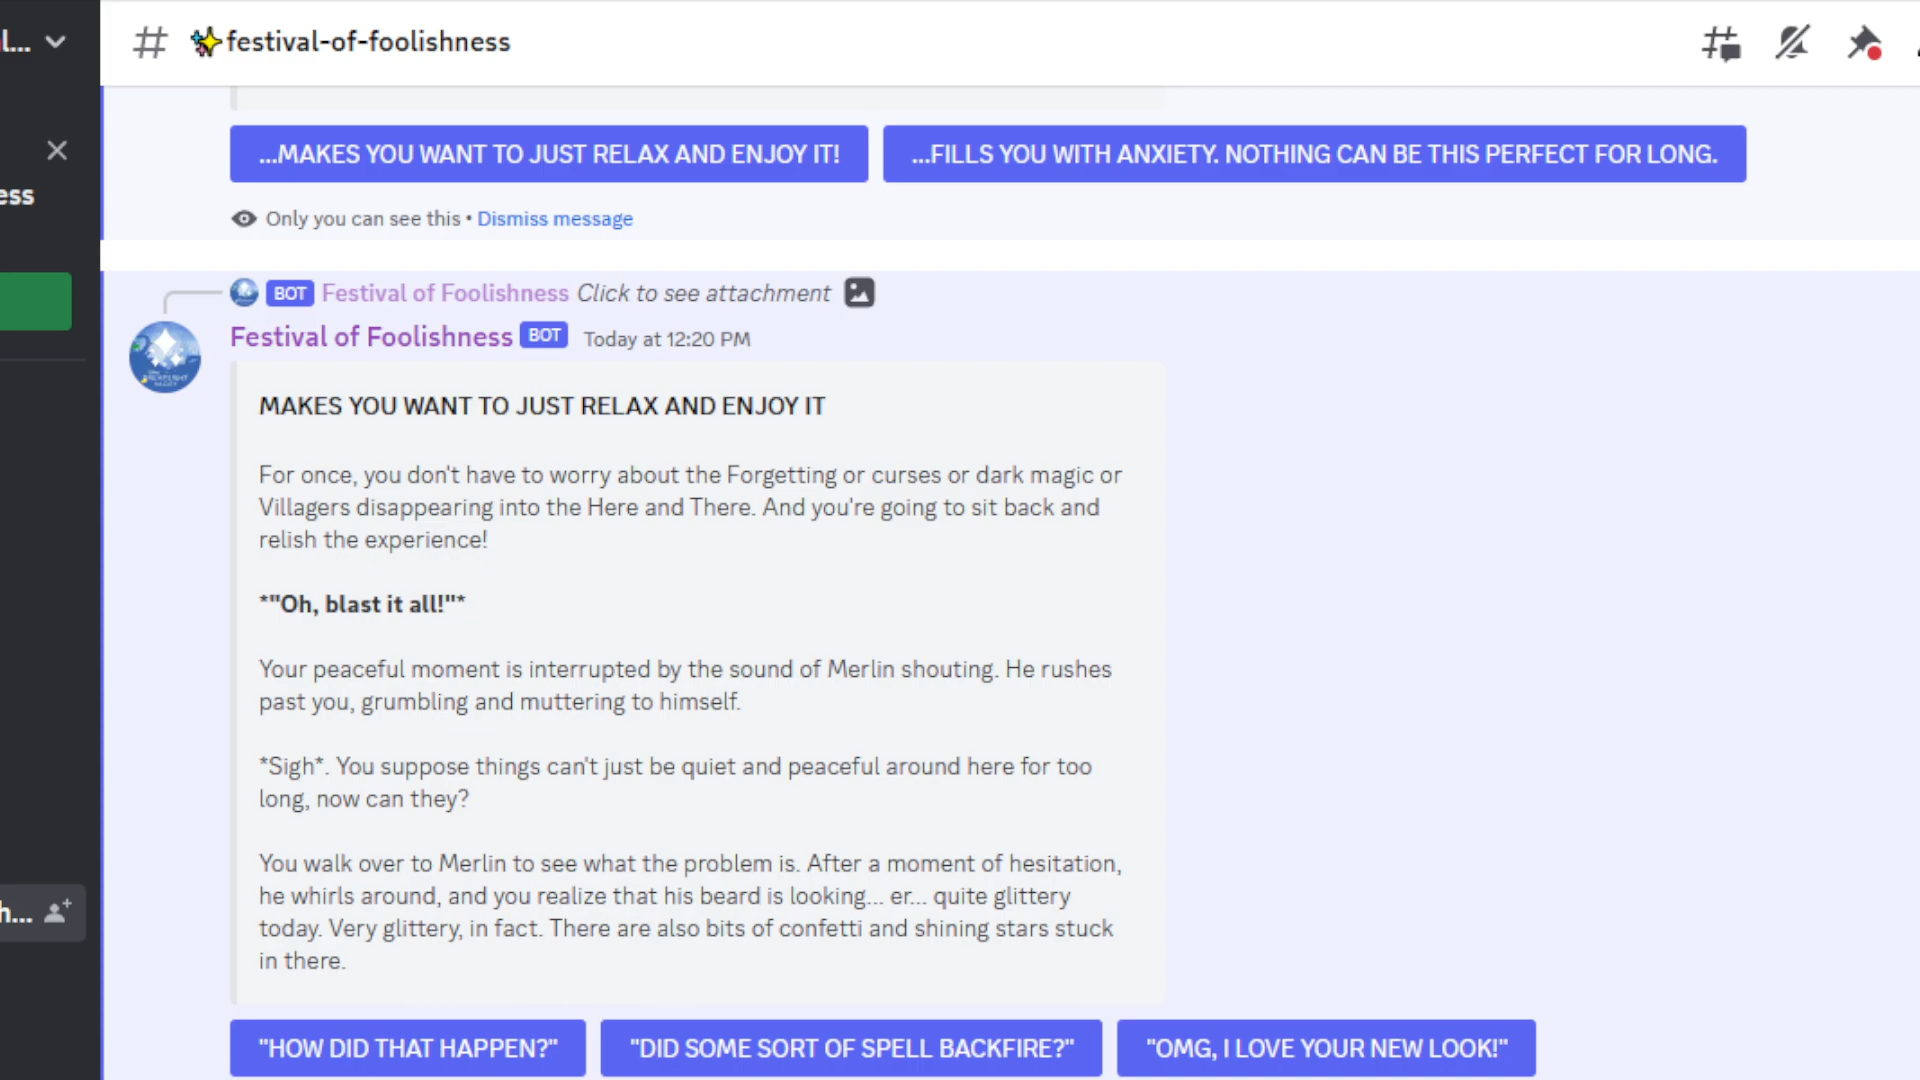 l...
festival-of-foolishness
...MAKES YOU WANT TO JUST RELAX AND ENJOY IT!
...FILLS YOU WITH ANXIETY. NOTHING CAN BE THIS PERFECT FOR LONG.
ess
Only you can see this • Dismiss message
BOT Festival of Foolishness Click to see attachment
Festival of Foolishness BOT Today at 12:20 PM
MAKES YOU WANT TO JUST RELAX AND ENJOY IT
For once, you don't have to worry about the Forgetting or curses or dark magic or
Villagers disappearing into the Here and There. And you're going to sit back and
relish the experience!
*"Oh, blast it all!"*
Your peaceful moment is interrupted by the sound of Merlin shouting. He rushes
past you, grumbling and muttering to himself.
*Sigh*. You suppose things can't just be quiet and peaceful around here for too
long, now can they?
You walk over to Merlin to see what the problem is. After a moment of hesitation,
he whirls around, and you realize that his beard is looking... er... quite glittery
today. Very glittery, in fact. There are also bits of confetti and shining stars stuck
in there.
h...
"HOW DID THAT HAPPEN?"
"DID SOME SORT OF SPELL BACKFIRE?"
"OMG, I LOVE YOUR NEW LOOK!"